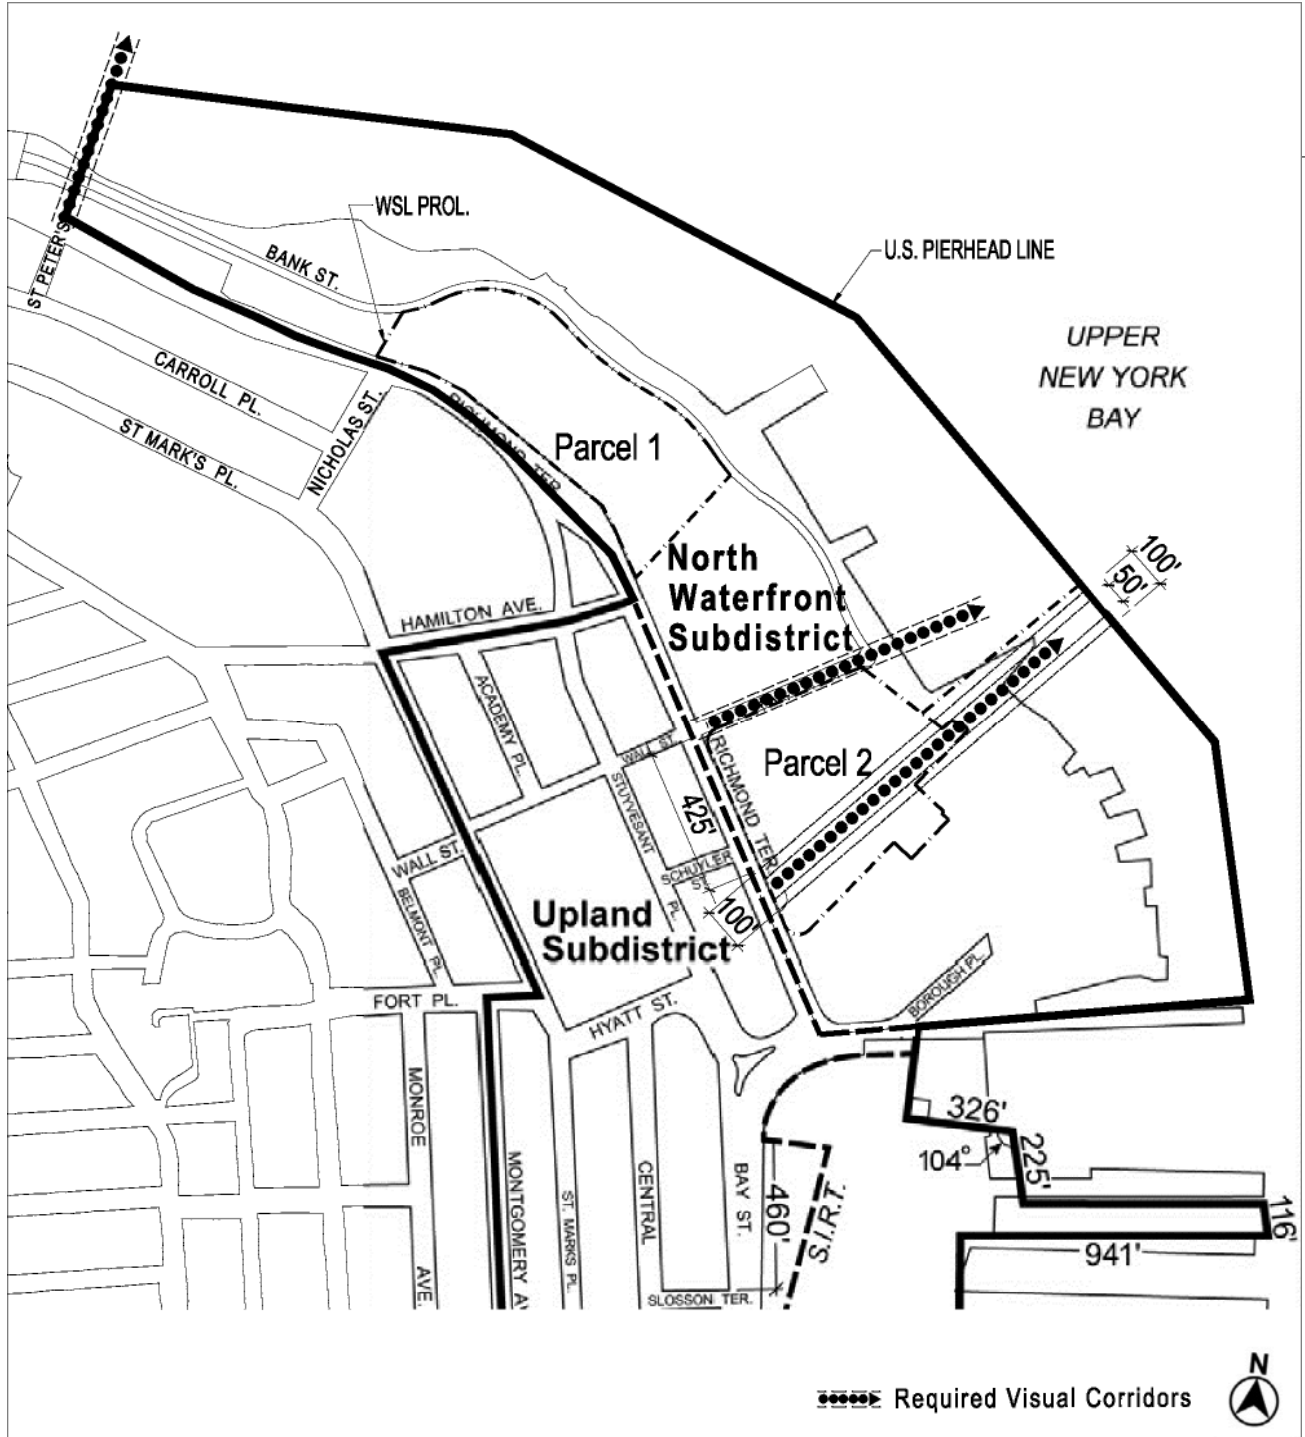 WSL PROL.
U.S. PIERHEAD LINE
BANK ST.
ST PETER'S
UPPER
NEW YORK
BAY
CARROLL PL.
ST MARK'S PL.
NICHOLAS ST.
RICHMOND TER.
Parcel 1
North
Waterfront
Subdistrict
100'
50'
HAMILTON AVE.
ACADEMY PL.
WALL ST.
STUYVESANT
PL.
425'
RICHMOND TER.
Parcel 2
SCHUYLER
ST.
100'
WALL ST.
BELMONT PL.
Upland
Subdistrict
FORT PL.
HYATT ST.
BOROUGH PL.
MONROE
AVE.
MONTGOMERY AV
ST. MARKS PL.
CENTRAL
BAY ST.
460'
S.I.R.T.
SLOSSON TER.
326'
104°
225'
116'
941'
N
Required Visual Corridors